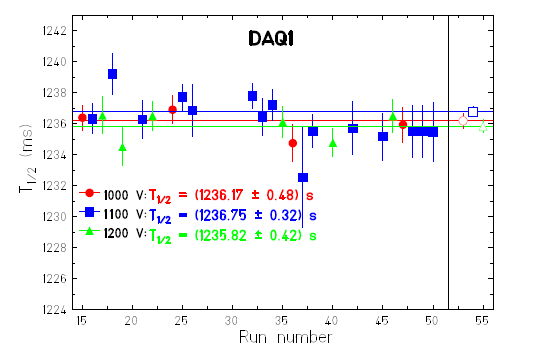 DAQ1
1242
1240
1238
1236
1234
1232
1230
1228
1226
1224
T1/2 (ms)
1000 V: T1/2 = (1236.17 ± 0.48) s
1100 V: T1/2 = (1236.75 ± 0.32) s
1200 V: T1/2 = (1235.82 ± 0.42) s
15 20 25 30 35 40 45 50 55
Run number